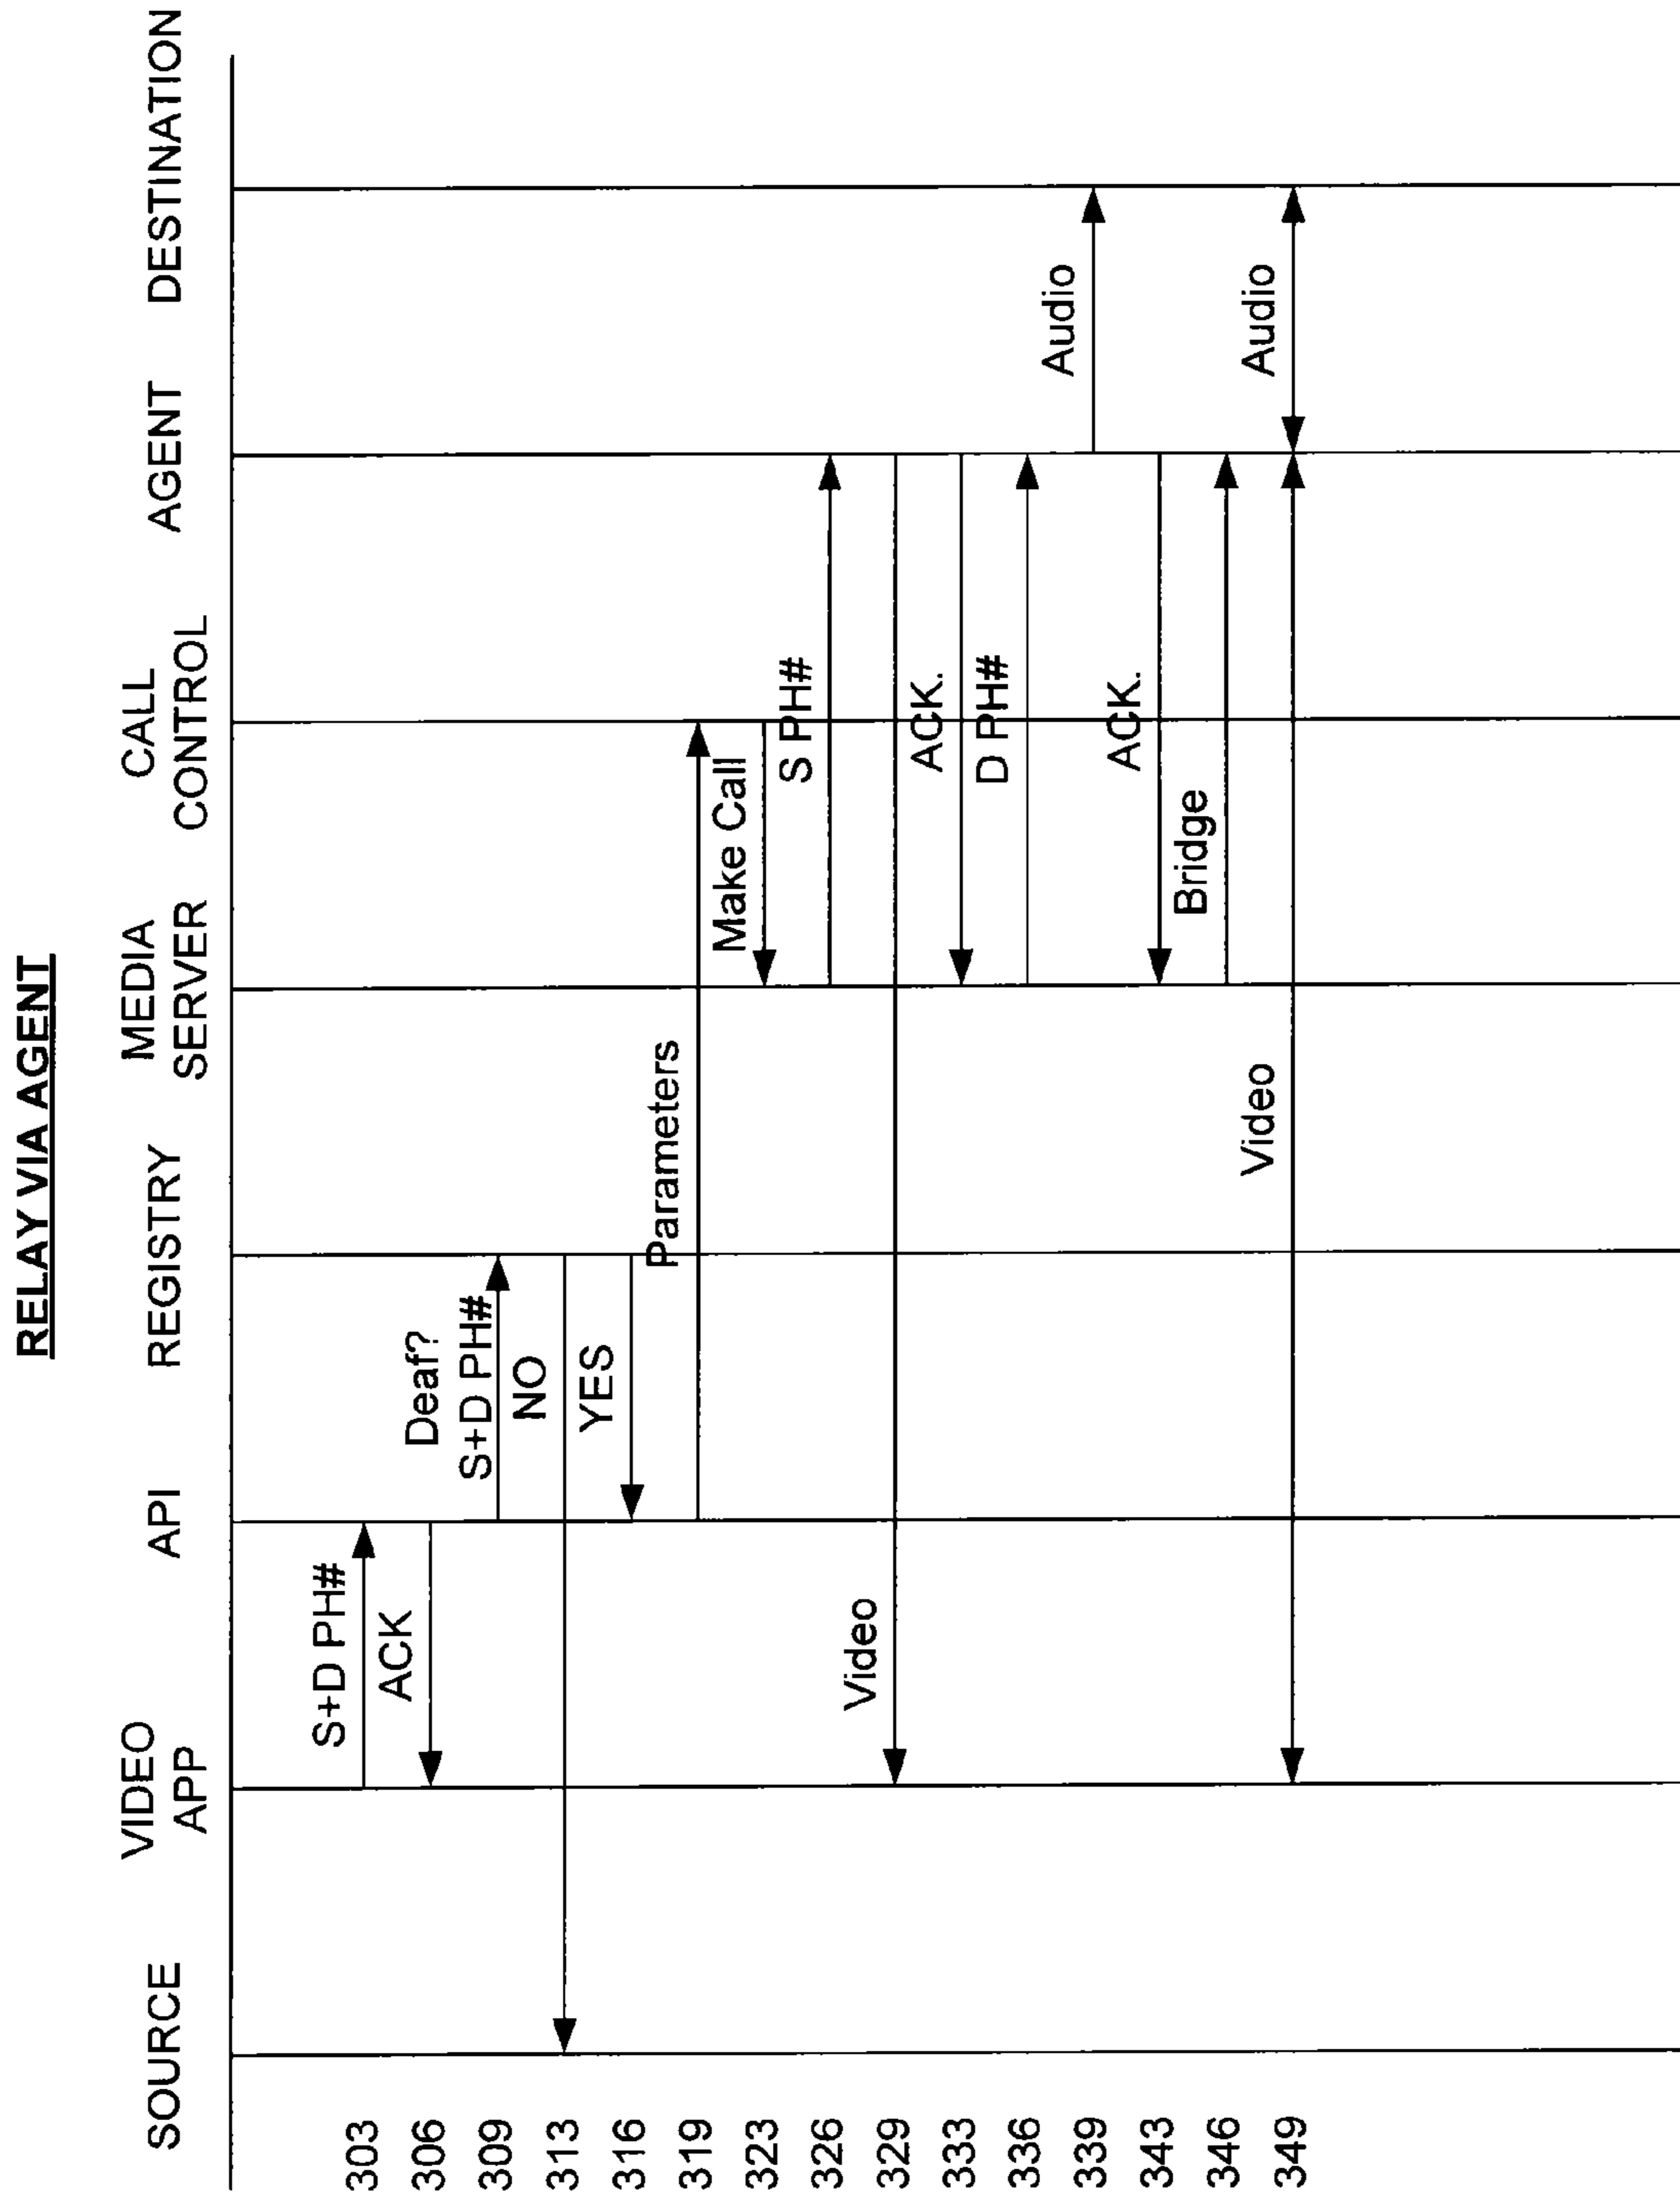 RELAY VIA AGENT
SOURCE
VIDEO
APP
API
REGISTRY
MEDIA
SERVER
CALL
CONTROL
AGENT
DESTINATION
303
S+D PH#
306
ACK
309
Deaf?
S+D PH#
313
NO
316
YES
319
Parameters
323
Make Call
326
S PH#
329
Video
333
ACK.
336
D PH#
339
Audio
343
ACK.
346
Bridge
349
Video
Audio